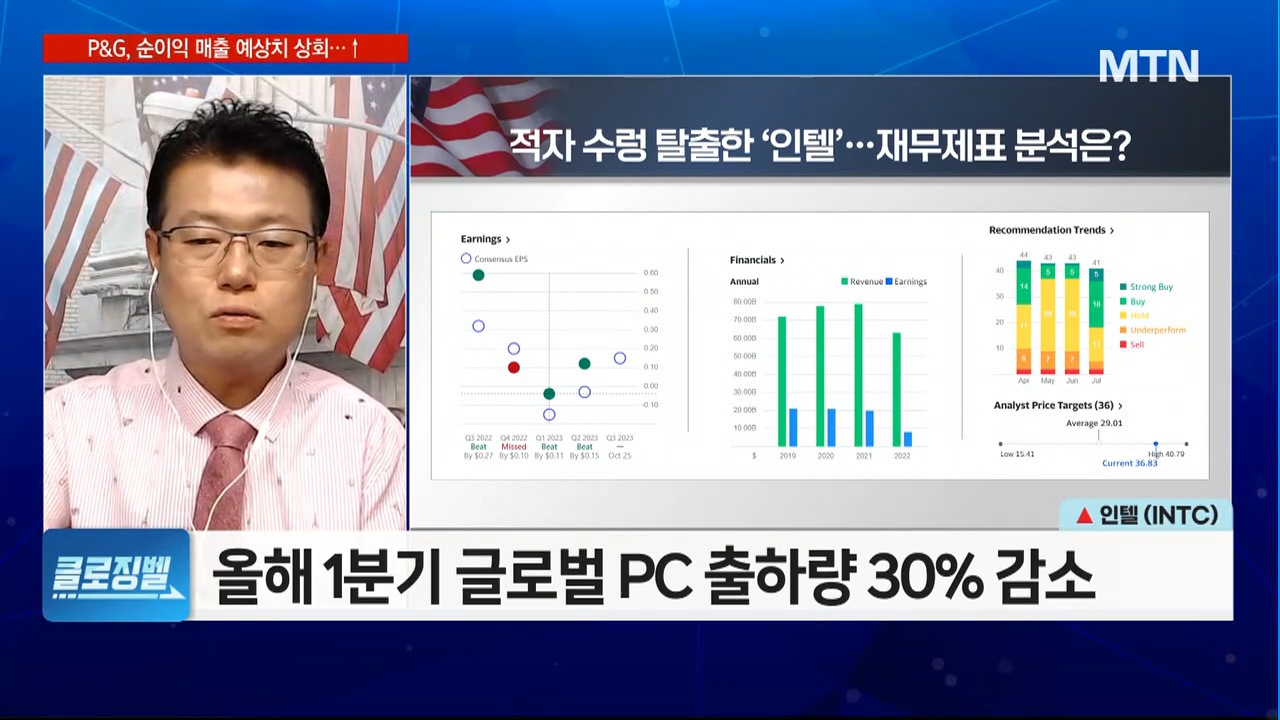 P&G, 순이익 매출 예상치 상회…↑
MTN
적자 수렁 탈출한 ‘인텔’…재무제표 분석은?
Earnings >
Consensus EPS
0.60
0.50
0.40
0.30
0.20
0.10
0.00
-0.10
Q3 2022 Q4 2022 Q1 2023 Q2 2023 Q3 2023
Beat Missed Beat Beat —
By $0.27 By $0.10 By $0.11 By $0.15 Oct 25
Financials >
Annual
Revenue Earnings
80.00B
70.00B
60.00B
50.00B
40.00B
30.00B
20.00B
10.00B
$ 2019 2020 2021 2022
Recommendation Trends >
44 43 43 41
40
30
20
10
5 5 5
14 18
17 28 28 13
8 7 7
Apr May Jun Jul
Strong Buy
Buy
Hold
Underperform
Sell
Analyst Price Targets (36) >
Average 29.01
Low 15.41 High 40.79
Current 36.83
▲ 인텔 (INTC)
클로징벨
올해 1분기 글로벌 PC 출하량 30% 감소